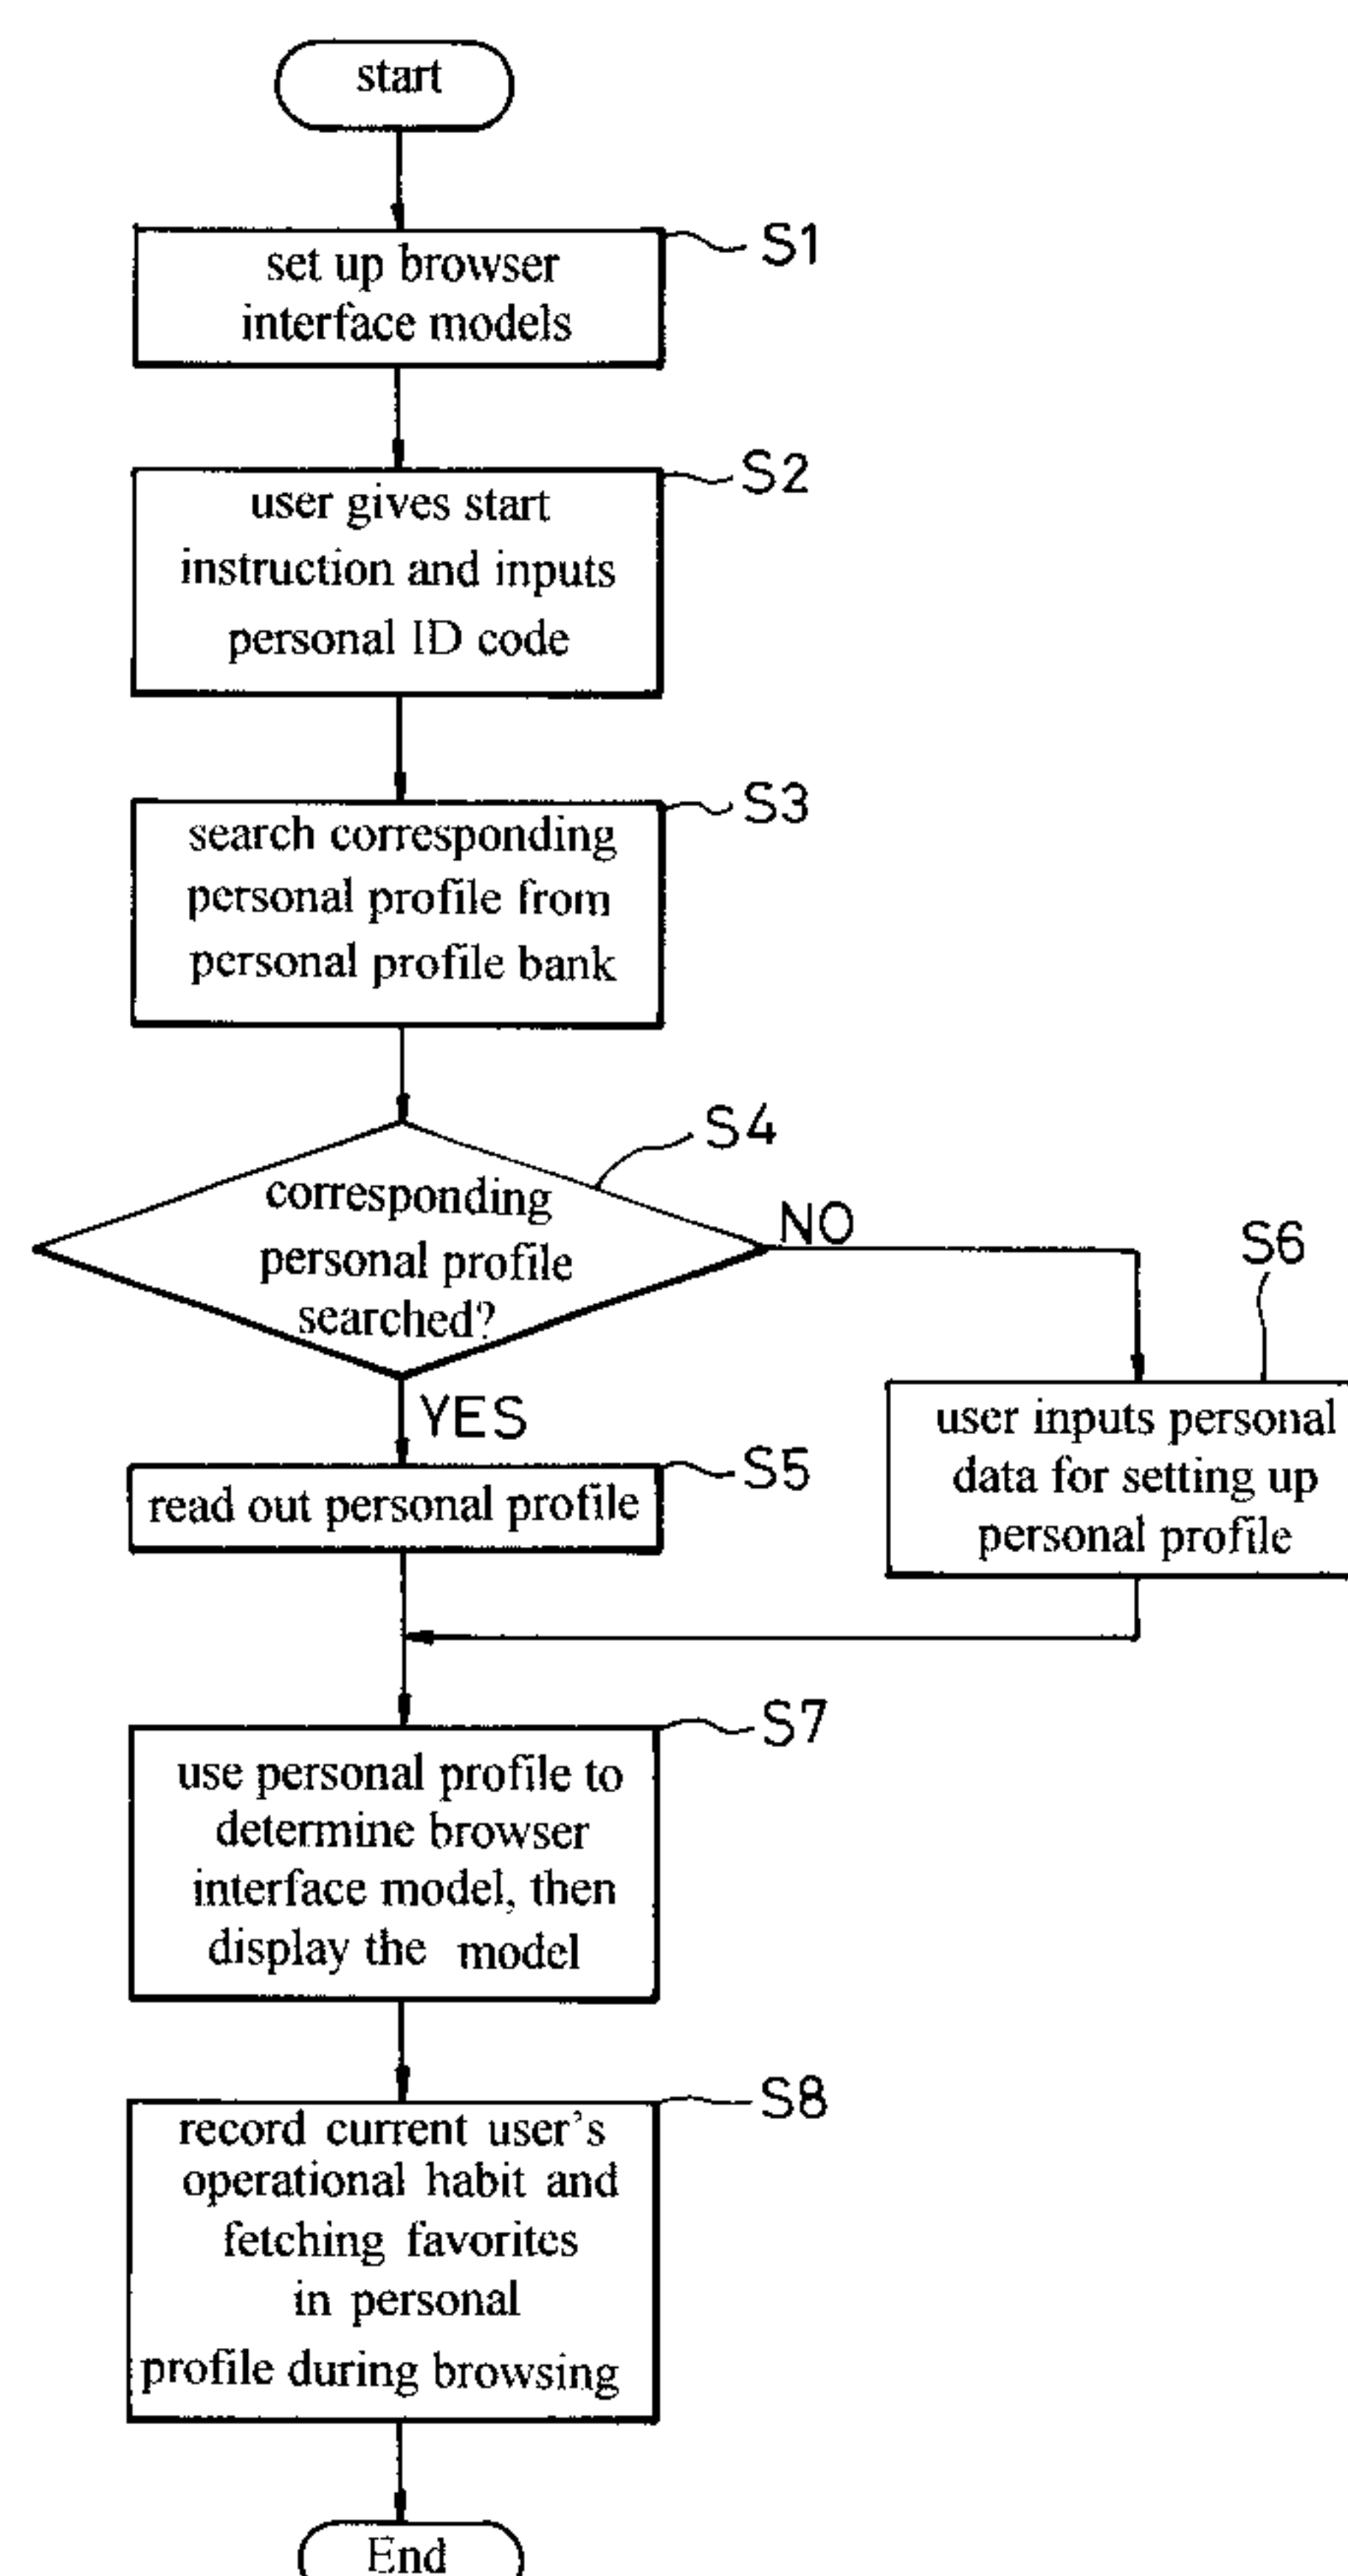 start
S1
set up browser
interface models
S2
user gives start
instruction and inputs
personal ID code
S3
search corresponding
personal profile from
personal profile bank
S4
corresponding
personal profile
searched?
NO
YES
S6
user inputs personal
data for setting up
personal profile
S5
read out personal profile
S7
use personal profile to
determine browser
interface model, then
display the model
S8
record current user's
operational habit and
fetching favorites
in personal
profile during browsing
End